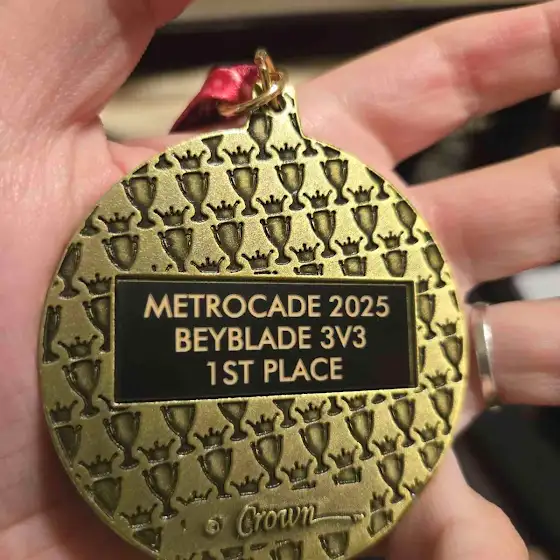 METROCADE 2025
BEYBLADE 3V3
1ST PLACE
© Crown